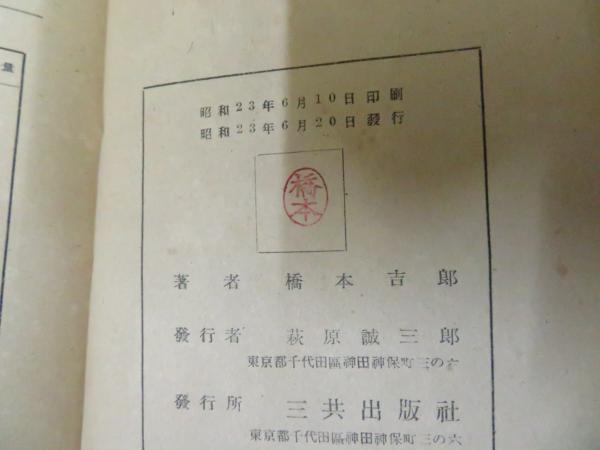 量
昭和23年6月10日印刷
昭和23年6月20日發行
橋本
著者 橋本吉郎
發行者 萩原誠三郎
東京都千代田區神田神保町三の六
發行所 三共出版社
東京都千代田區神田神保町三の六